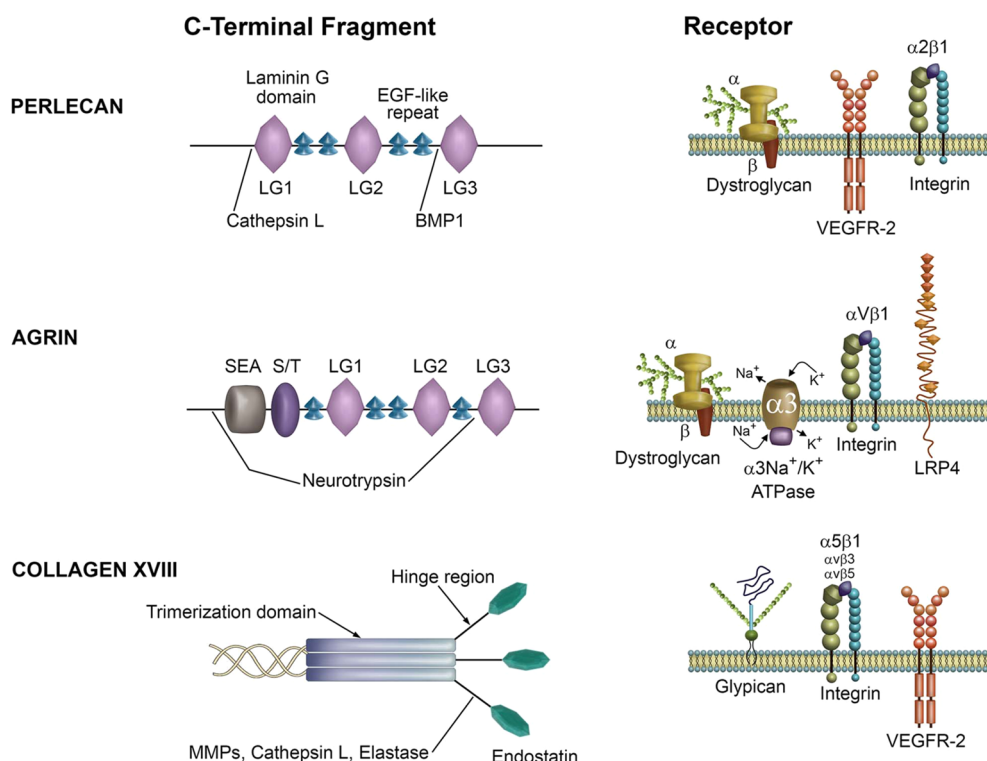 C-Terminal Fragment
Receptor
PERLECAN
Laminin G
domain
EGF-like
repeat
LG1
LG2
LG3
Cathepsin L
BMP1
α
β
Dystroglycan
VEGFR-2
α2β1
Integrin
AGRIN
SEA
S/T
LG1
LG2
LG3
Neurotrypsin
α
β
Dystroglycan
Na⁺
K⁺
α3
Na⁺
K⁺
α3Na⁺/K⁺
ATPase
αVβ1
Integrin
LRP4
COLLAGEN XVIII
Hinge region
Trimerization domain
MMPs, Cathepsin L, Elastase
Endostatin
Glypican
α5β1
αvβ3
αvβ5
Integrin
VEGFR-2